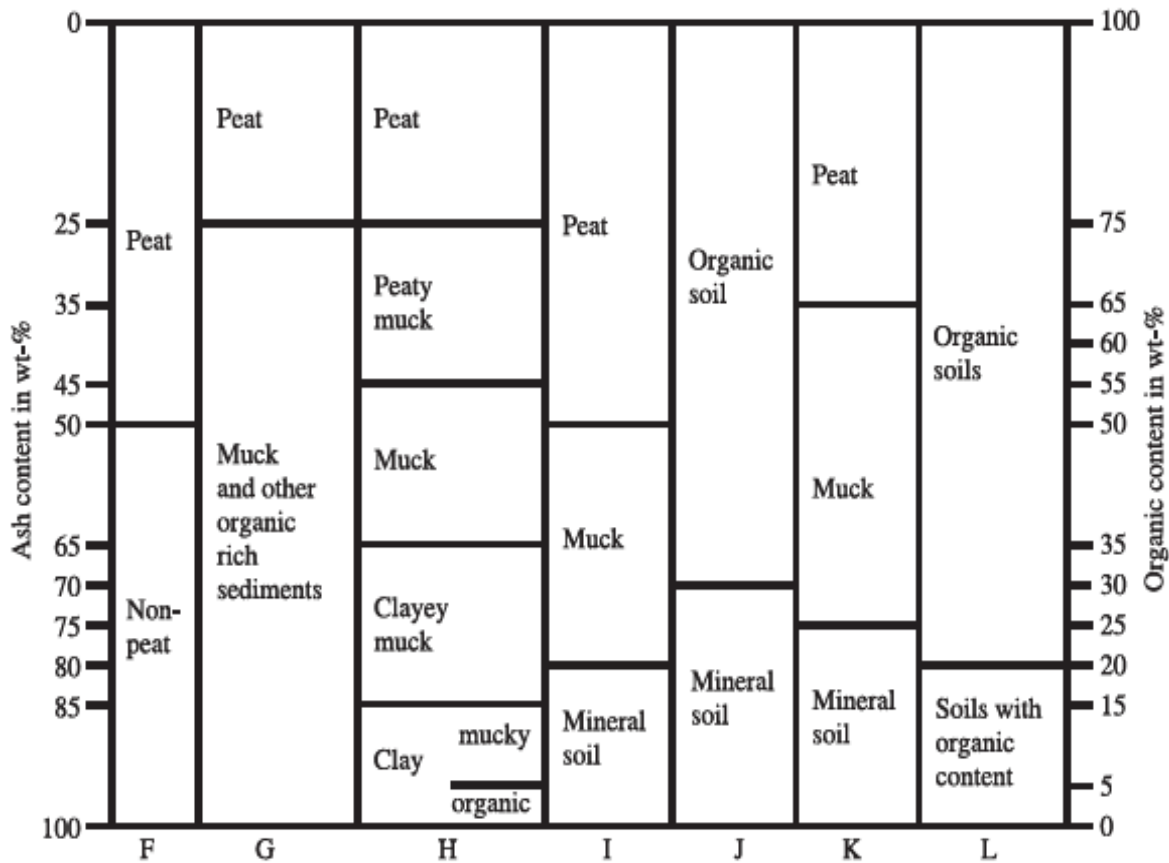 Ash content in wt-%
0
25
35
45
50
65
70
75
80
85
100
Peat
Non-
peat
F
Peat
Muck
and other
organic
rich
sediments
G
Peat
Peaty
muck
Muck
Clayey
muck
Clay
mucky
organic
H
Peat
Muck
Mineral
soil
I
Organic
soil
Mineral
soil
J
Peat
Muck
Mineral
soil
K
Organic
soils
Soils with
organic
content
L
100
75
65
60
55
50
35
30
25
20
15
5
0
Organic content in wt-%